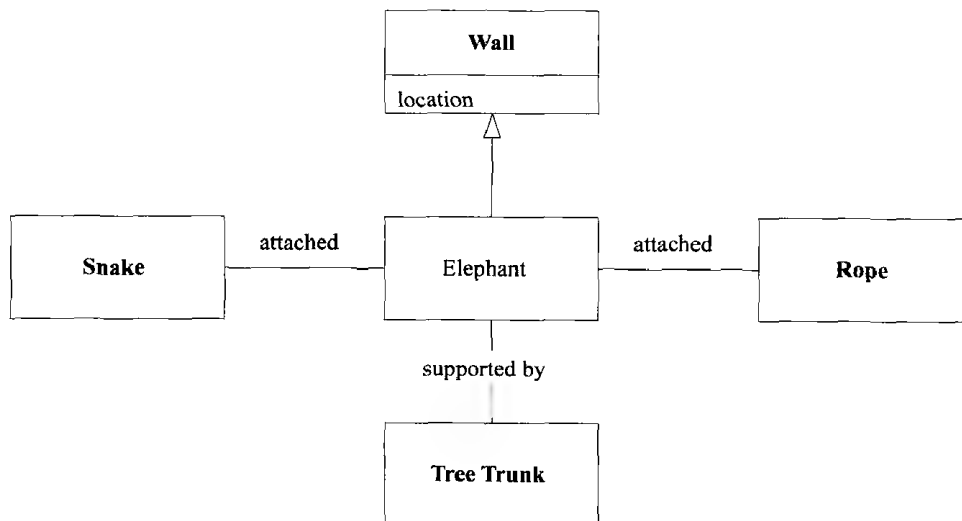 Wall
location
attached
attached
Snake
Elephant
Rope
supported by
Tree Trunk